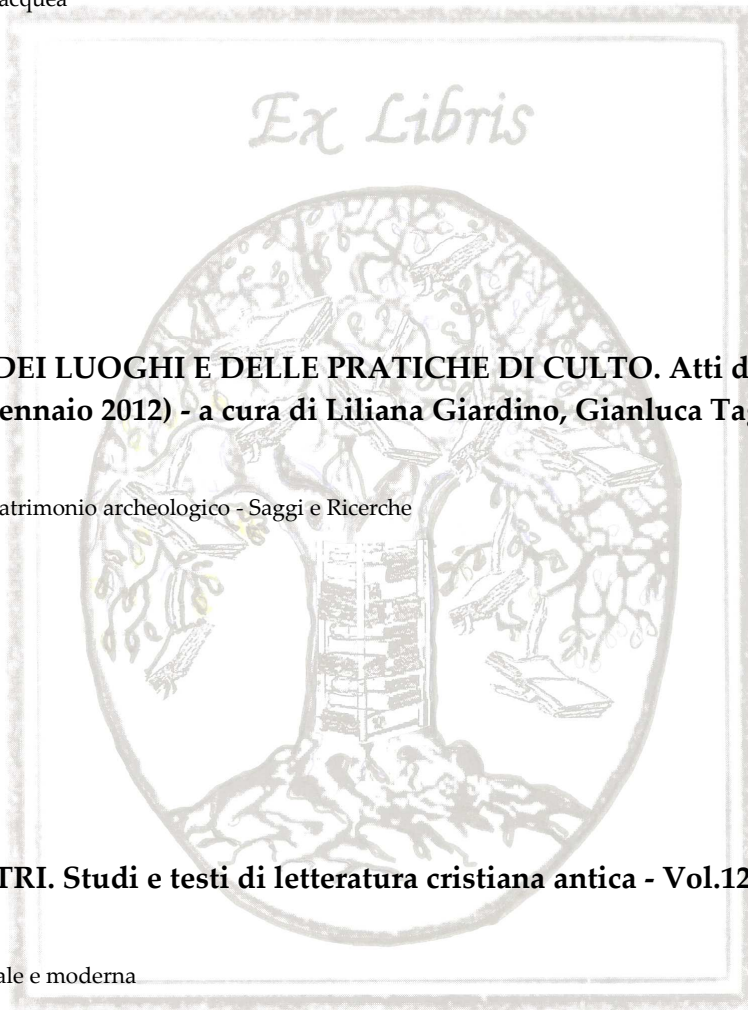 acquea
Ex Libris
DEI LUOGHI E DELLE PRATICHE DI CULTO. Atti d
ennaio 2012) - a cura di Liliana Giardino, Gianluca Ta
atrimonio archeologico - Saggi e Ricerche
TRI. Studi e testi di letteratura cristiana antica - Vol.12
ale e moderna